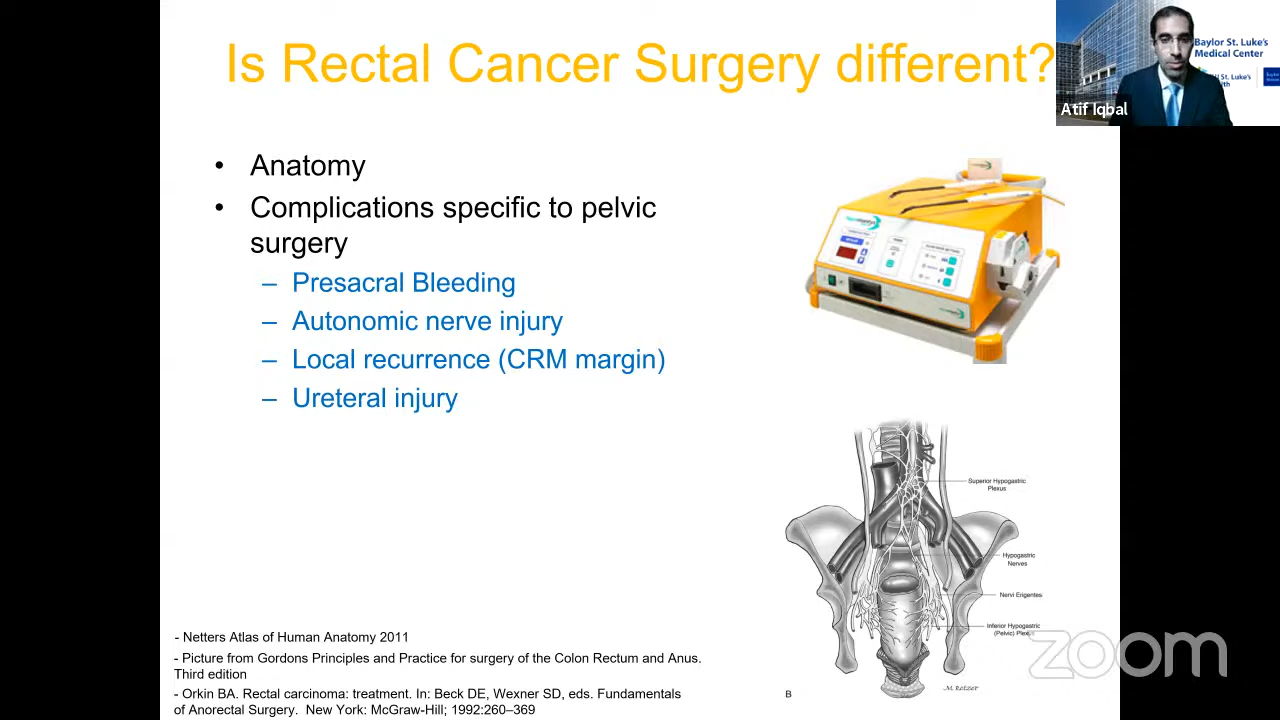 Is Rectal Cancer Surgery different?
Baylor St. Luke's
Medical Center
St. Luke's
Atif Iqbal
• Anatomy
• Complications specific to pelvic
surgery
– Presacral Bleeding
– Autonomic nerve injury
– Local recurrence (CRM margin)
– Ureteral injury
Superior Hypogastric
Plexus
Hypogastric
Nerves
Nervi Erigentes
Inferior Hypogastric
(Pelvic) Plexus
M. Retzer
B
zoom
- Netters Atlas of Human Anatomy 2011
- Picture from Gordons Principles and Practice for surgery of the Colon Rectum and Anus.
Third edition
- Orkin BA. Rectal carcinoma: treatment. In: Beck DE, Wexner SD, eds. Fundamentals
of Anorectal Surgery. New York: McGraw-Hill; 1992:260–369